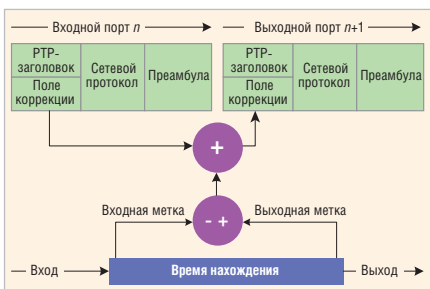 Входной порт n
Выходной порт n+1
PTP-
заголовок
Поле
коррекции
Сетевой
протокол
Преамбула
PTP-
заголовок
Поле
коррекции
Сетевой
протокол
Преамбула
+
Входная метка
- +
Выходная метка
Вход
Время нахождения
Выход